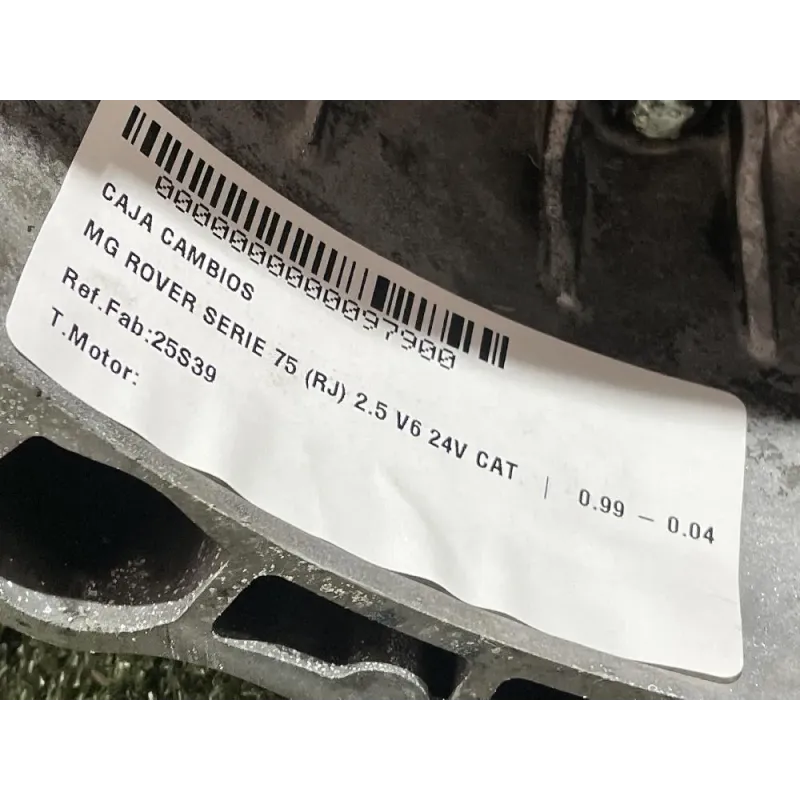 0000000000097900
CAJA CAMBIOS
MG ROVER SERIE 75 (RJ) 2.5 V6 24V CAT | 0.99 - 0.04
Ref.Fab:25S39
T.Motor: